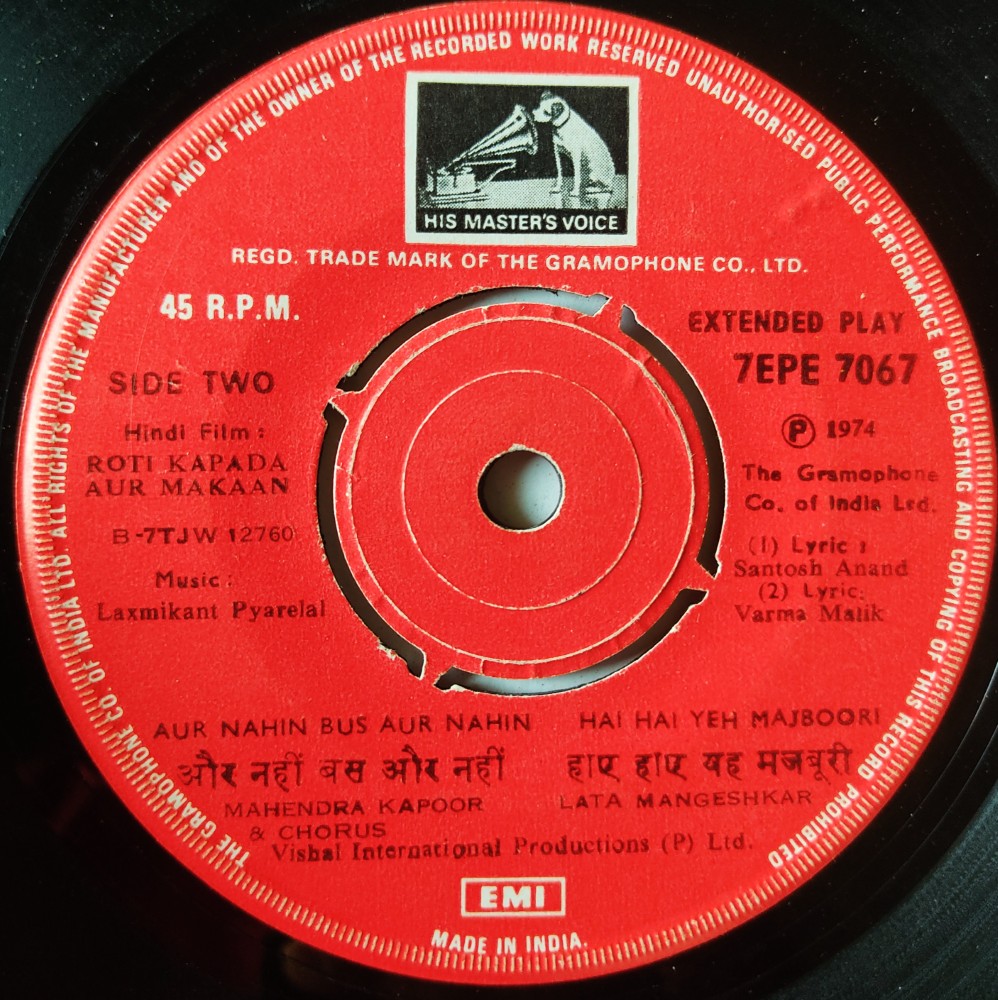 THE GRAMOPHONE CO. OF INDIA LTD. ALL RIGHTS OF THE MANUFACTURER AND OF THE OWNER OF THE RECORDED WORK RESERVED UNAUTHORISED PUBLIC PERFORMANCE BROADCASTING AND COPYING OF THIS RECORD PROHIBITED
HIS MASTER'S VOICE
REGD. TRADE MARK OF THE GRAMOPHONE CO., LTD.
45 R.P.M.
SIDE TWO
Hindi Film :
ROTI KAPADA
AUR MAKAAN
B-7TJW 12760
Music :
Laxmikant Pyarelal
EXTENDED PLAY
7EPE 7067
Ⓟ 1974
The Gramophone
Co. of India Ltd.
(1) Lyric :
Santosh Anand
(2) Lyric:
Varma Malik
AUR NAHIN BUS AUR NAHIN
और नहीं बस और नहीं
MAHENDRA KAPOOR
& CHORUS
HAI HAI YEH MAJBOORI
हाए हाए यह मजबूरी
LATA MANGESHKAR
Vishal International Productions (P) Ltd.
EMI
MADE IN INDIA.